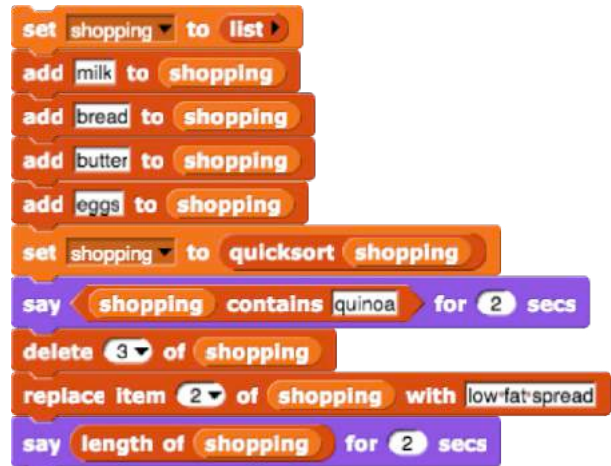 set shopping to list
add milk to shopping
add bread to shopping
add butter to shopping
add eggs to shopping
set shopping to quicksort shopping
say shopping contains quinoa for 2 secs
delete 3 of shopping
replace item 2 of shopping with low fat spread
say length of shopping for 2 secs